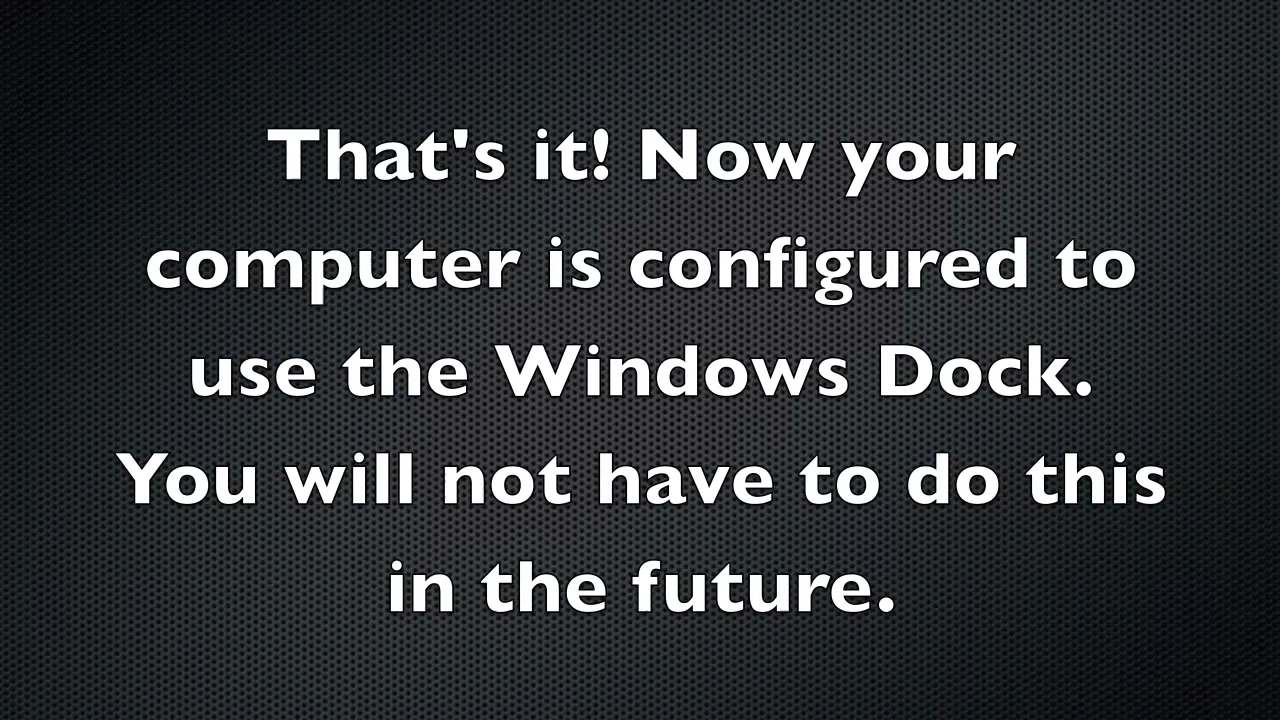 That's it! Now your
computer is configured to
use the Windows Dock.
You will not have to do this
in the future.